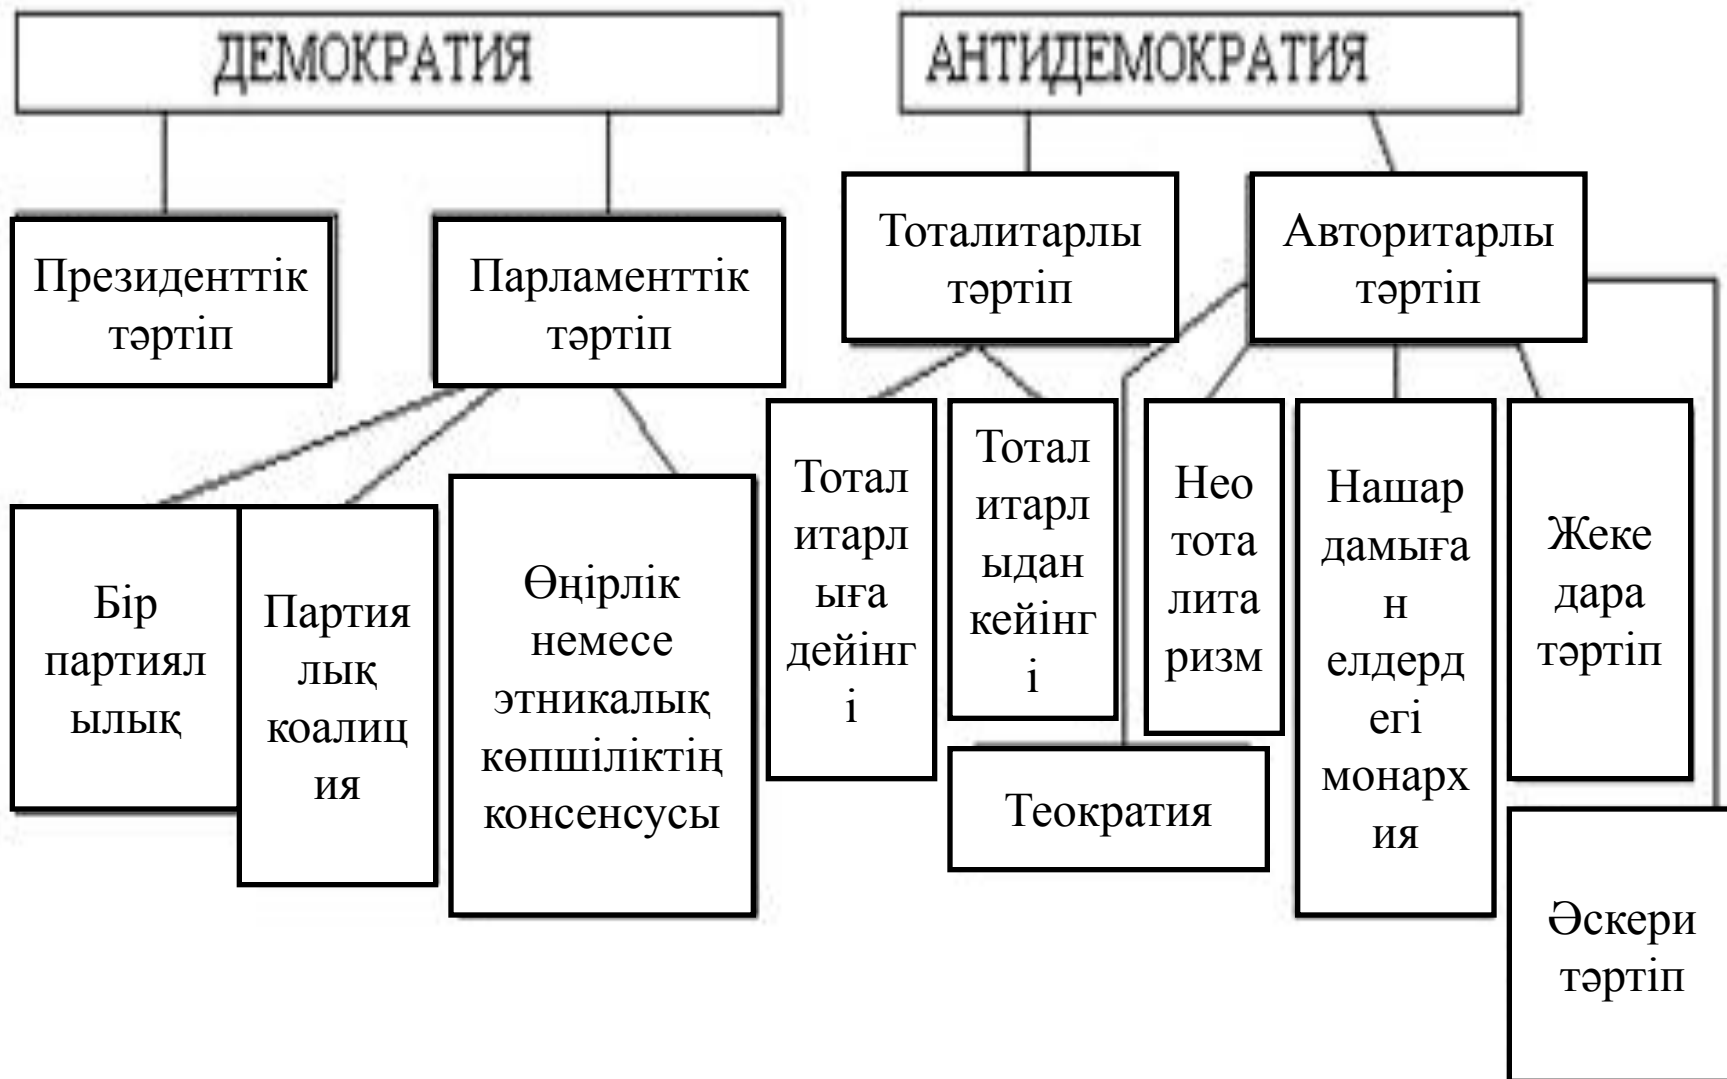 ДЕМОКРАТИЯ
АНТИДЕМОКРАТИЯ
Президенттік
тәртіп
Парламенттік
тәртіп
Тоталитарлы
тәртіп
Авторитарлы
тәртіп
Бір
партиял
ылық
Партия
лық
коалиц
ия
Өңірлік
немесе
этникалық
көпшіліктің
консенсусы
Тотал
итарл
ыға
дейінг
і
Тотал
итарл
ыдан
кейінг
і
Нео
тота
лита
ризм
Нашар
дамыға
н
елдерд
егі
монарх
ия
Жеке
дара
тәртіп
Теократия
Әскери
тәртіп